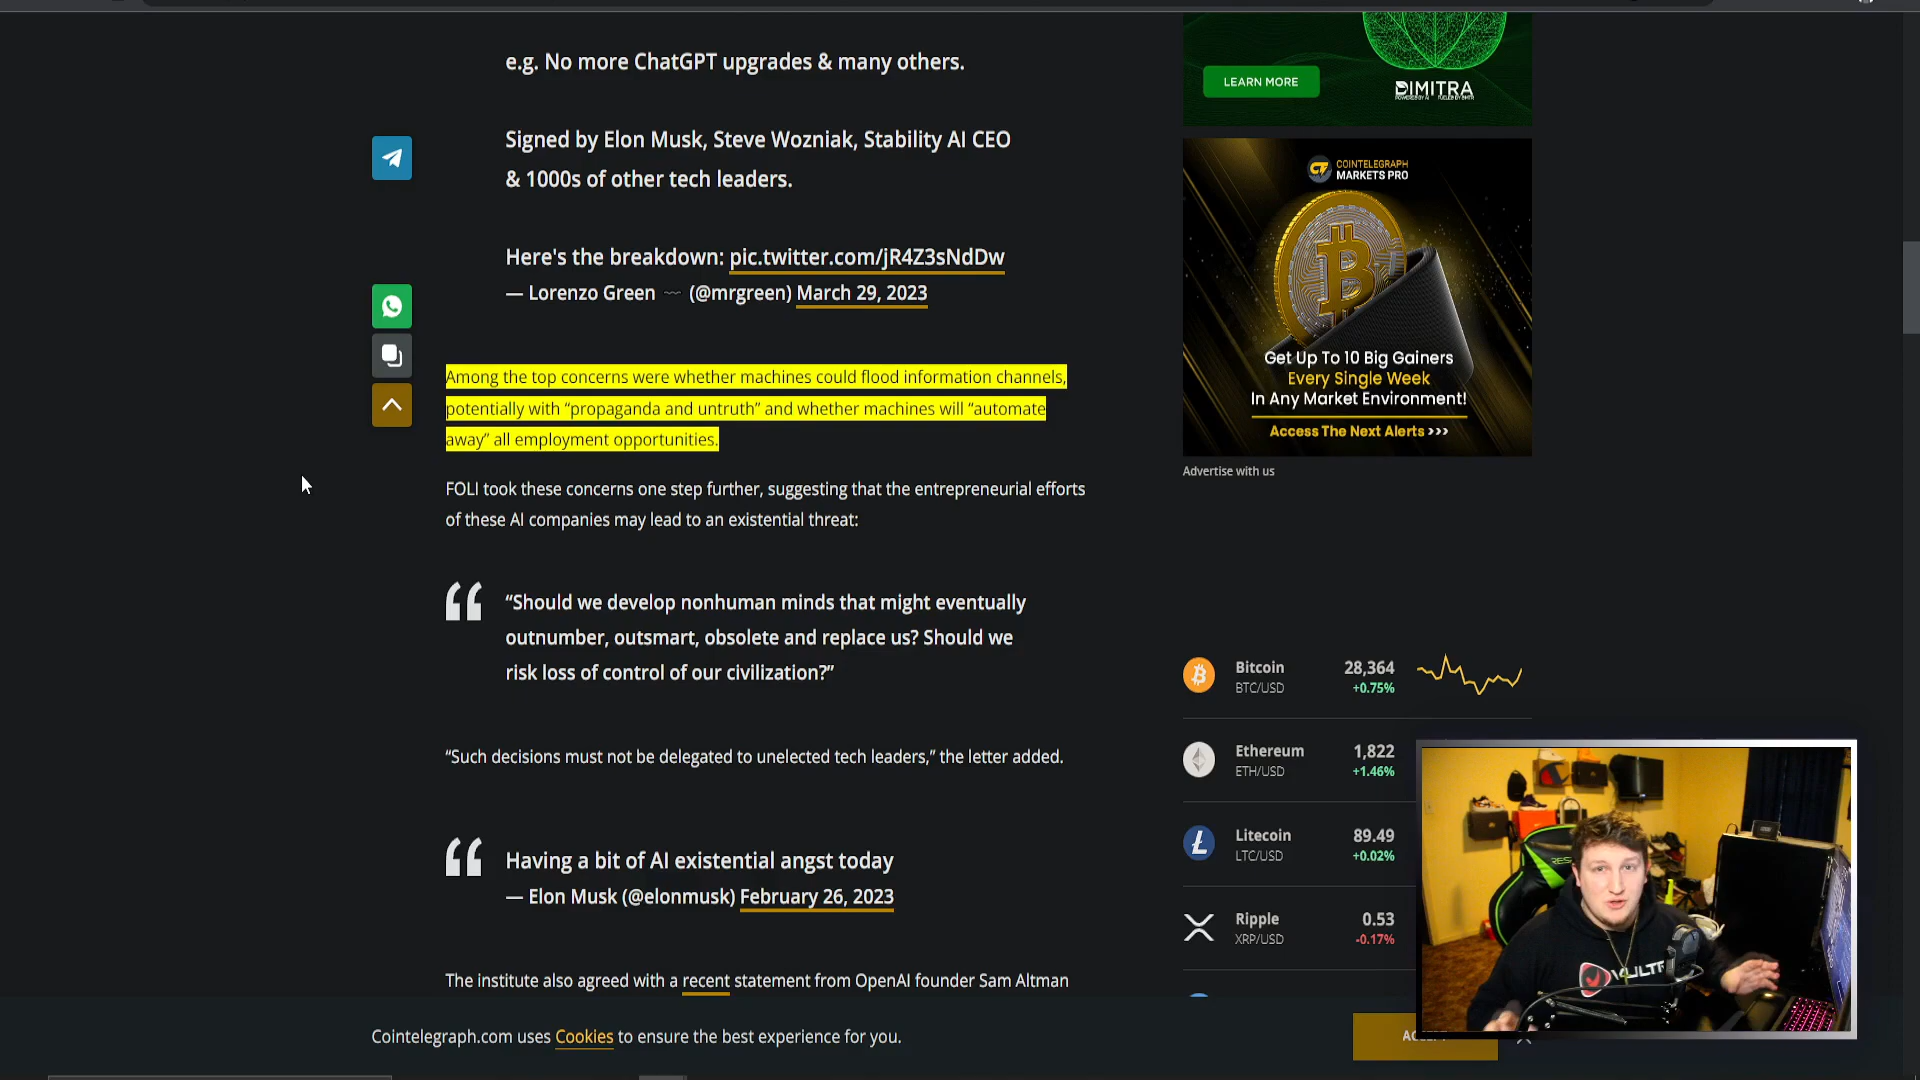 e.g. No more ChatGPT upgrades & many others.
Signed by Elon Musk, Steve Wozniak, Stability AI CEO
& 1000s of other tech leaders.
Here's the breakdown: pic.twitter.com/jR4Z3sNdDw
— Lorenzo Green 〰️ (@mrgreen) March 29, 2023
Among the top concerns were whether machines could flood information channels,
potentially with “propaganda and untruth” and whether machines will “automate
away” all employment opportunities.
FOLI took these concerns one step further, suggesting that the entrepreneurial efforts
of these AI companies may lead to an existential threat:
“Should we develop nonhuman minds that might eventually
outnumber, outsmart, obsolete and replace us? Should we
risk loss of control of our civilization?”
“Such decisions must not be delegated to unelected tech leaders,” the letter added.
Having a bit of AI existential angst today
— Elon Musk (@elonmusk) February 26, 2023
The institute also agreed with a recent statement from OpenAI founder Sam Altman
LEARN MORE
DIMITRA
COINTELEGRAPH
MARKETS PRO
Get Up To 10 Big Gainers
Every Single Week
In Any Market Environment!
Access The Next Alerts >>>
Advertise with us
Bitcoin 28,364
BTC/USD +0.75%
Ethereum 1,822
ETH/USD +1.46%
Litecoin 89.49
LTC/USD +0.02%
Ripple 0.53
XRP/USD -0.17%
Cointelegraph.com uses Cookies to ensure the best experience for you.